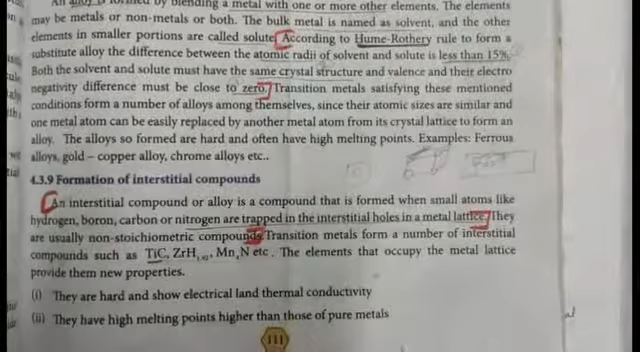 An alloy is formed by blending a metal with one or more other elements. The elements
may be metals or non-metals or both. The bulk metal is named as solvent, and the other
elements in smaller portions are called solute. According to Hume-Rothery rule to form a
substitute alloy the difference between the atomic radii of solvent and solute is less than 15%.
Both the solvent and solute must have the same crystal structure and valence and their electro
negativity difference must be close to zero. Transition metals satisfying these mentioned
conditions form a number of alloys among themselves, since their atomic sizes are similar and
one metal atom can be easily replaced by another metal atom from its crystal lattice to form an
alloy. The alloys so formed are hard and often have high melting points. Examples: Ferrous
alloys, gold – copper alloy, chrome alloys etc..
4.3.9 Formation of interstitial compounds
An interstitial compound or alloy is a compound that is formed when small atoms like
hydrogen, boron, carbon or nitrogen are trapped in the interstitial holes in a metal lattice. They
are usually non-stoichiometric compounds. Transition metals form a number of interstitial
compounds such as TiC, ZrH, Mn₄N etc . The elements that occupy the metal lattice
provide them new properties.
(i) They are hard and show electrical land thermal conductivity
(ii) They have high melting points higher than those of pure metals
111